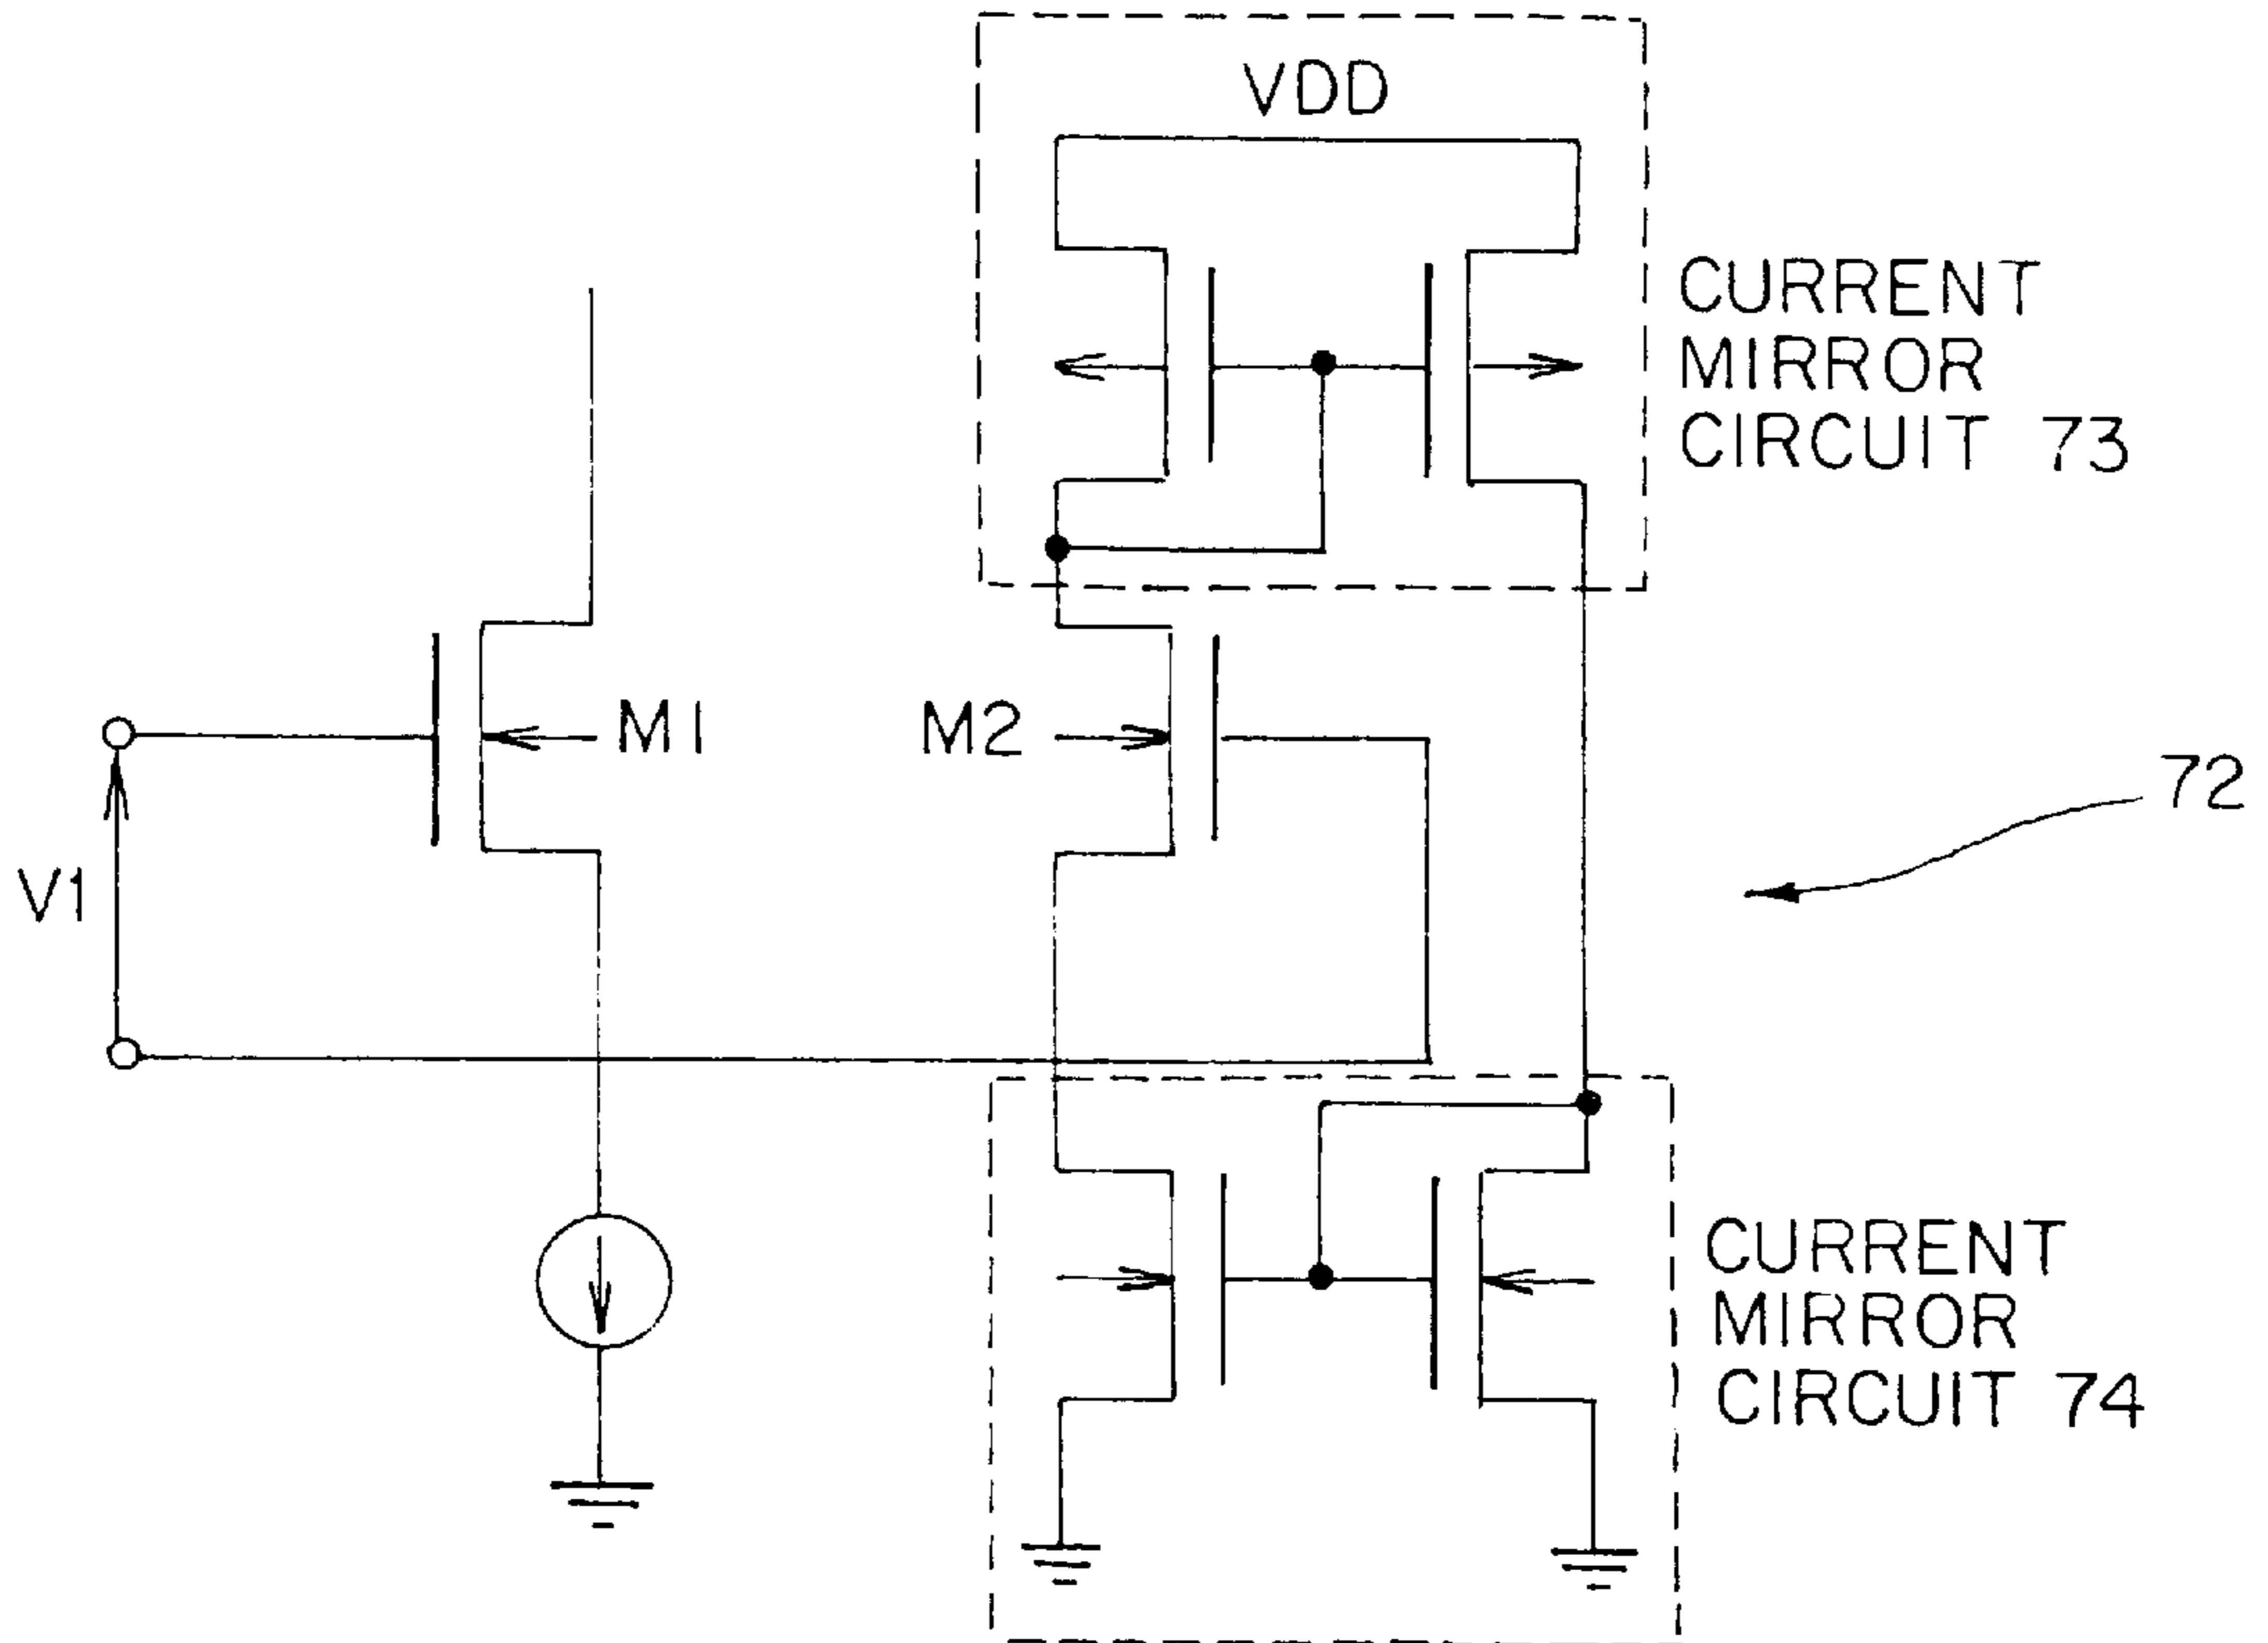 VDD
CURRENT
MIRROR
CIRCUIT 73
M1
M2
72
V1
CURRENT
MIRROR
CIRCUIT 74